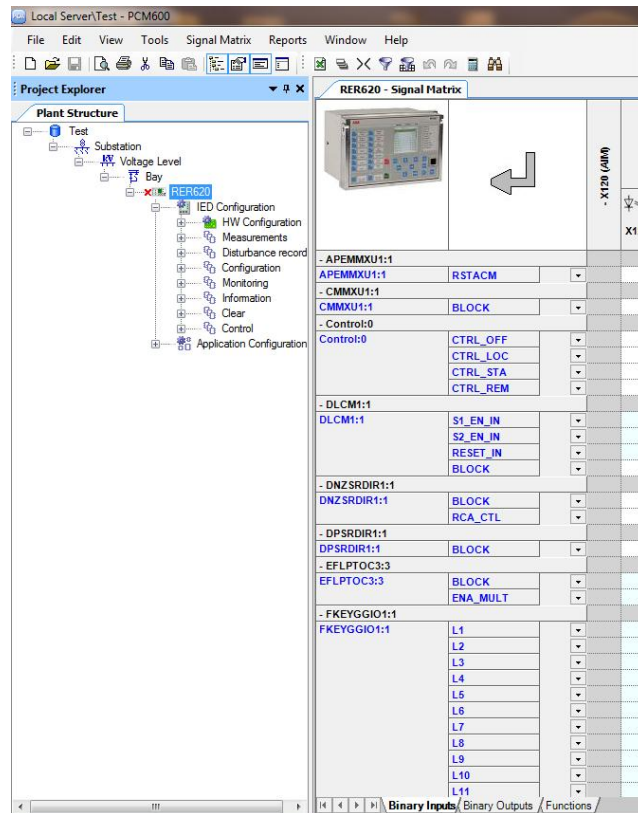 Local Server\Test - PCM600
File Edit View Tools Signal Matrix Reports Window Help
Project Explorer
Plant Structure
Test
Substation
Voltage Level
Bay
RER620
IED Configuration
HW Configuration
Measurements
Disturbance record
Configuration
Monitoring
Information
Clear
Control
Application Configuration
RER620 - Signal Matrix
- X120 (AIM)
X1
- APEMMXU1:1
APEMMXU1:1 RSTACM
- CMMXU1:1
CMMXU1:1 BLOCK
- Control:0
Control:0 CTRL_OFF
CTRL_LOC
CTRL_STA
CTRL_REM
- DLCM1:1
DLCM1:1 S1_EN_IN
S2_EN_IN
RESET_IN
BLOCK
- DNZSRDIR1:1
DNZSRDIR1:1 BLOCK
RCA_CTL
- DPSRDIR1:1
DPSRDIR1:1 BLOCK
- EFLPTOC3:3
EFLPTOC3:3 BLOCK
ENA_MULT
- FKEYGGIO1:1
FKEYGGIO1:1 L1
L2
L3
L4
L5
L6
L7
L8
L9
L10
L11
Binary Inputs Binary Outputs Functions